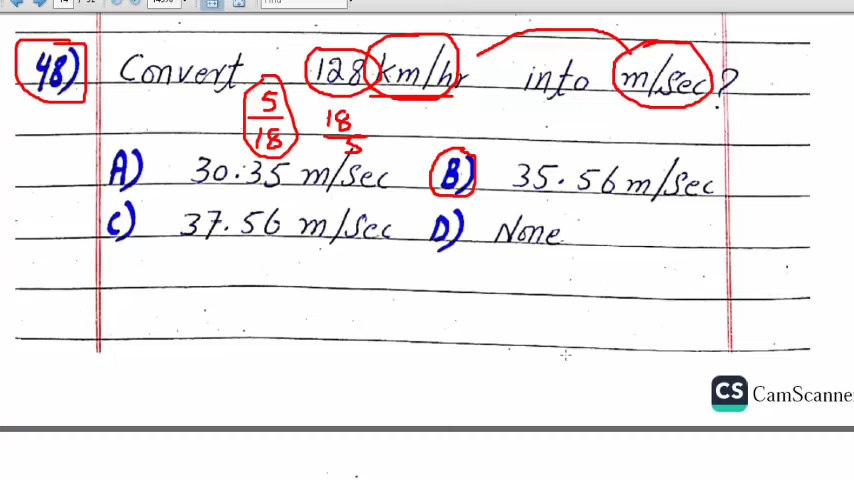 48) Convert 128 km/hr into m/sec?
5/18 18/5
A) 30.35 m/sec B) 35.56 m/sec
C) 37.56 m/sec D) None
CS CamScanne